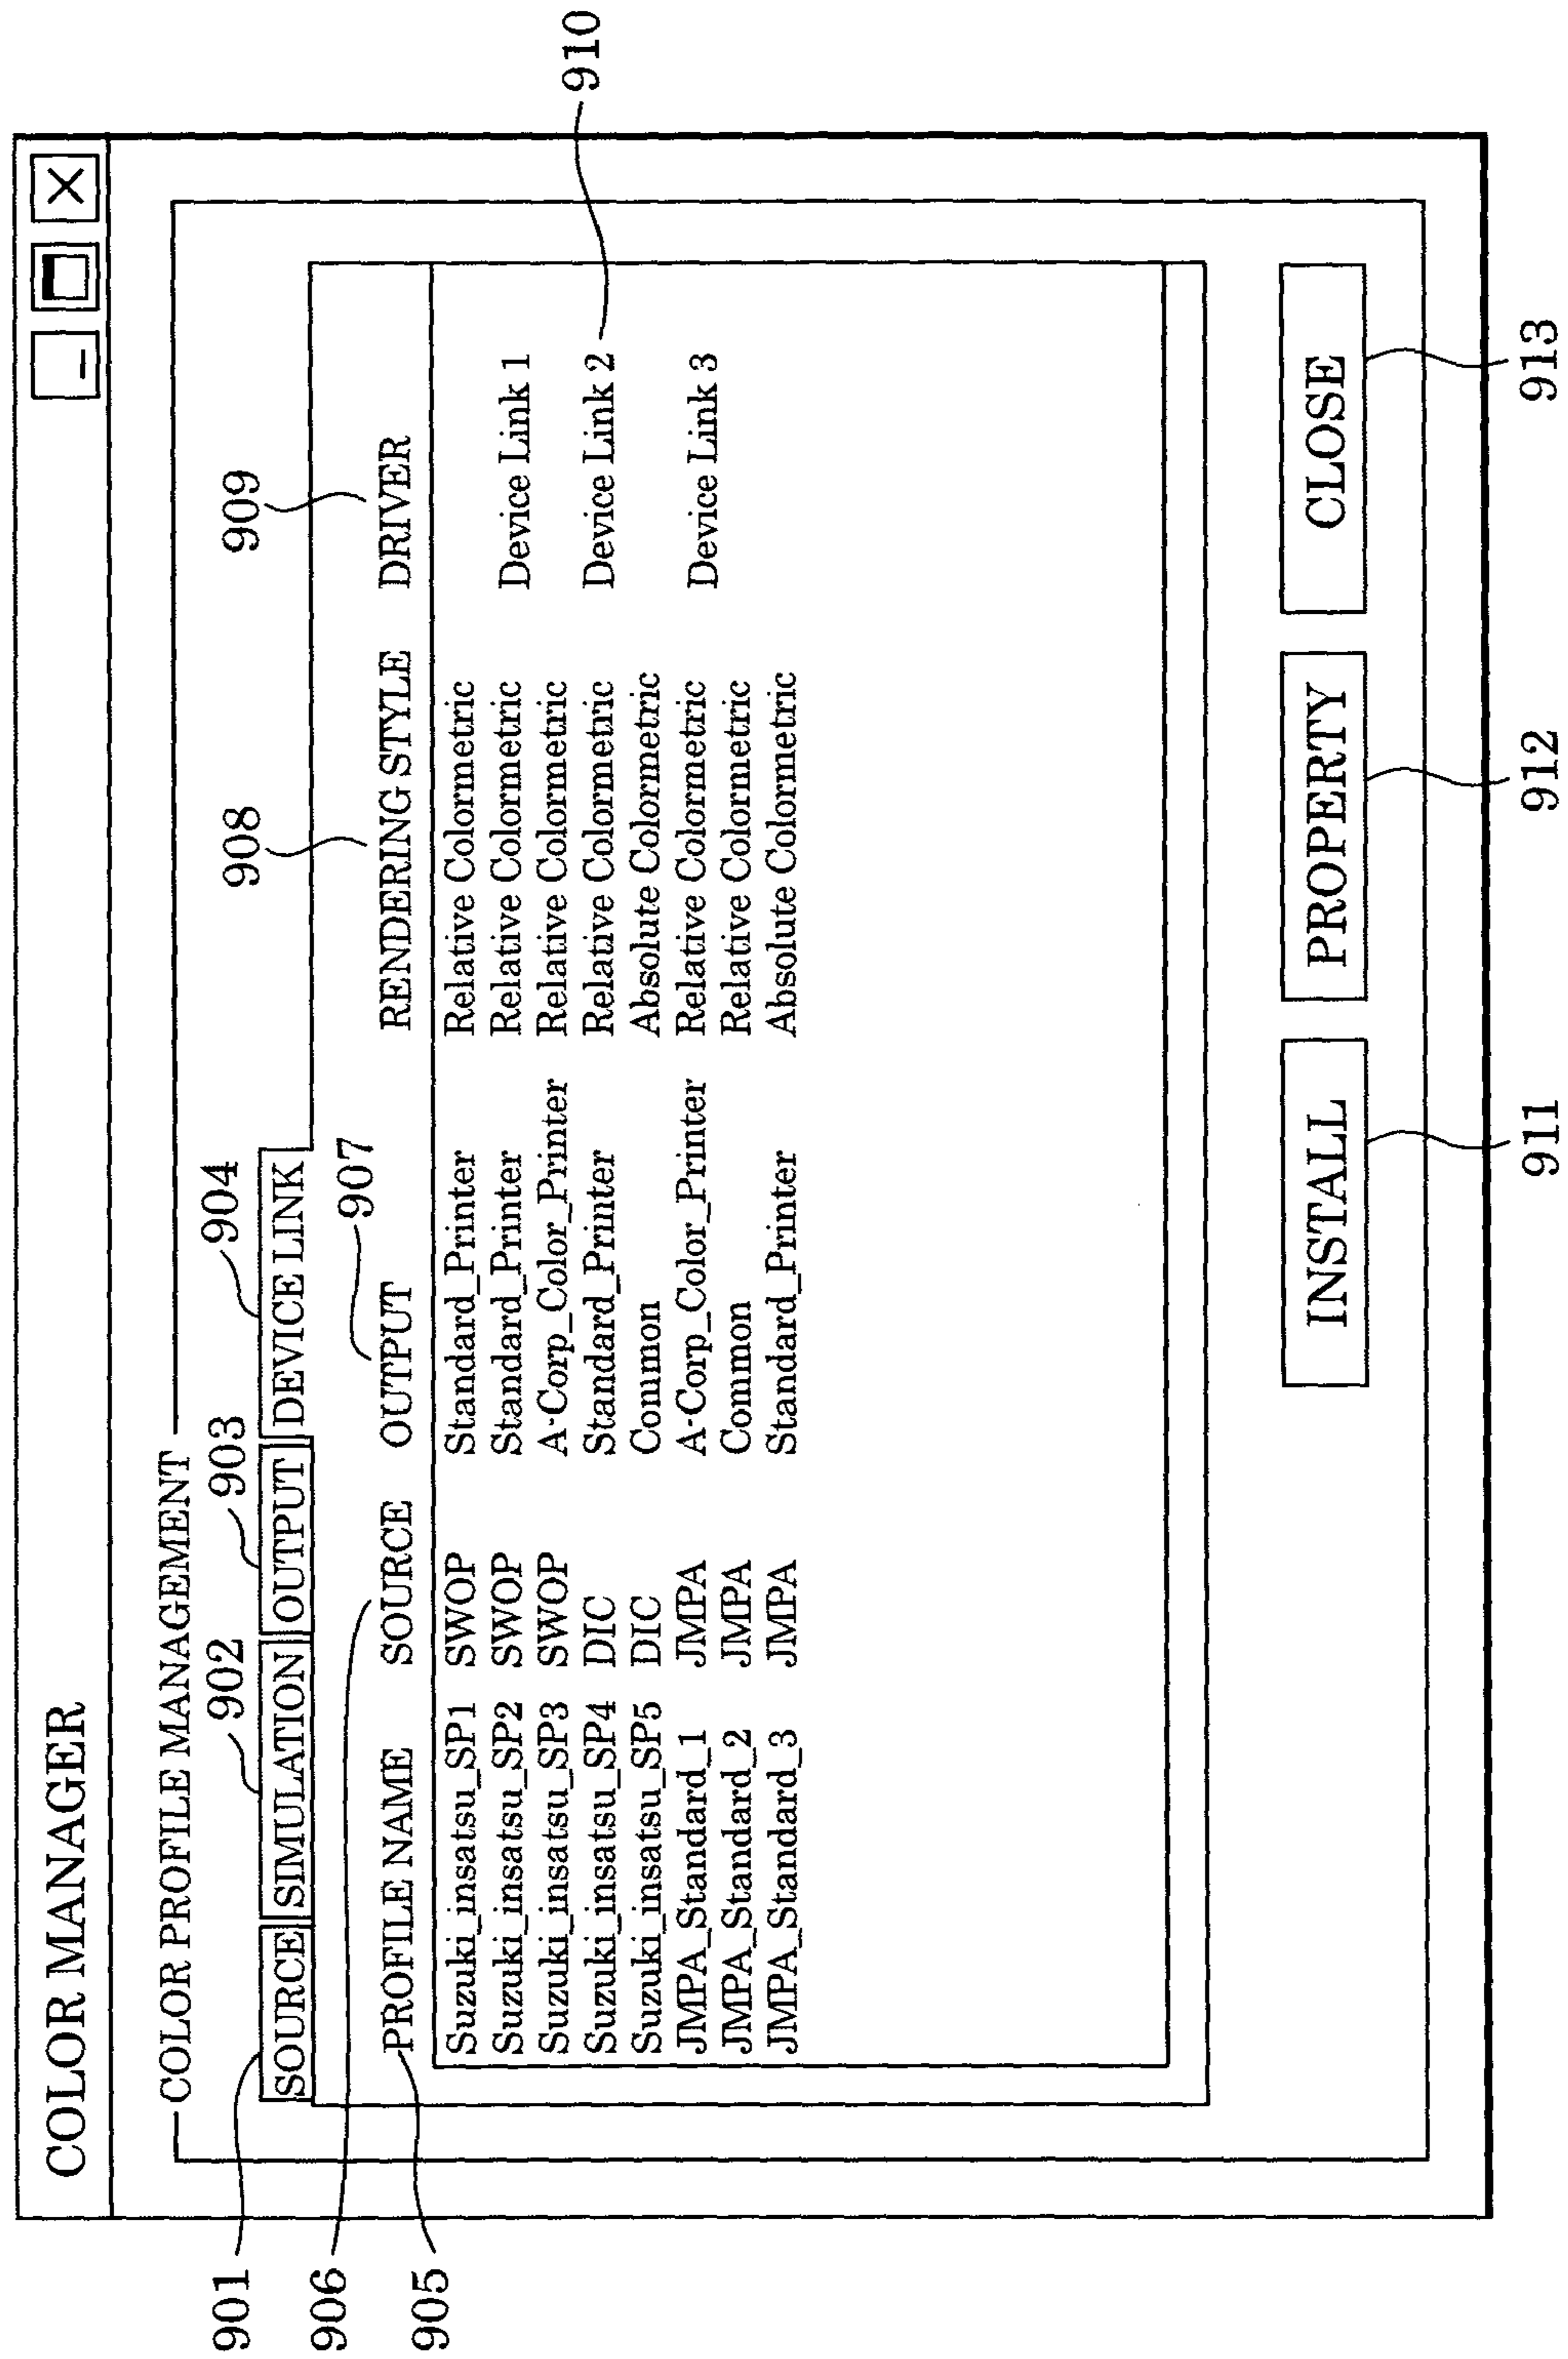 COLOR MANAGER
COLOR PROFILE MANAGEMENT
901 902 903 904 908 909
SOURCE SIMULATION OUTPUT DEVICE LINK
906 907
905 PROFILE NAME SOURCE OUTPUT RENDERING STYLE DRIVER
Suzuki_insatsu_SP1 SWOP Standard_Printer Relative Colormetric
Suzuki_insatsu_SP2 SWOP Standard_Printer Relative Colormetric Device Link 1
Suzuki_insatsu_SP3 SWOP A-Corp_Color_Printer Relative Colormetric
Suzuki_insatsu_SP4 DIC Standard_Printer Relative Colormetric Device Link 2 910
Suzuki_insatsu_SP5 DIC Common Absolute Colormetric
JMPA_Standard_1 JMPA A-Corp_Color_Printer Relative Colormetric Device Link 3
JMPA_Standard_2 JMPA Common Relative Colormetric
JMPA_Standard_3 JMPA Standard_Printer Absolute Colormetric
INSTALL PROPERTY CLOSE
911 912 913